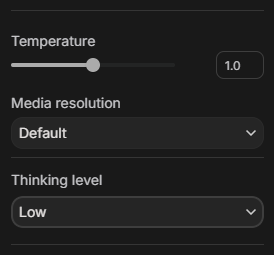 Temperature
1.0
Media resolution
Default
Thinking level
Low